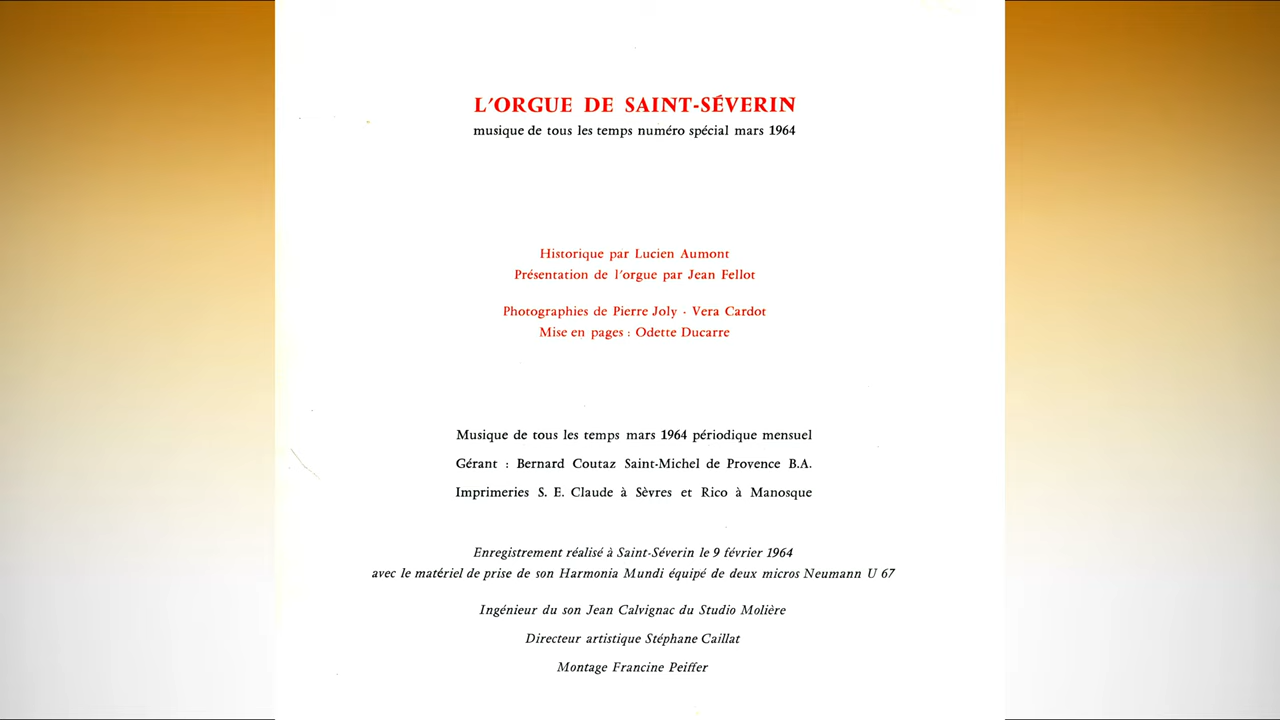 L'ORGUE DE SAINT-SÉVERIN
musique de tous les temps numéro spécial mars 1964
Historique par Lucien Aumont
Présentation de l'orgue par Jean Fellot
Photographies de Pierre Joly - Vera Cardot
Mise en pages : Odette Ducarre
Musique de tous les temps mars 1964 périodique mensuel
Gérant : Bernard Coutaz Saint-Michel de Provence B.A.
Imprimeries S. E. Claude à Sèvres et Rico à Manosque
Enregistrement réalisé à Saint-Séverin le 9 février 1964
avec le matériel de prise de son Harmonia Mundi équipé de deux micros Neumann U 67
Ingénieur du son Jean Calvignac du Studio Molière
Directeur artistique Stéphane Caillat
Montage Francine Peiffer